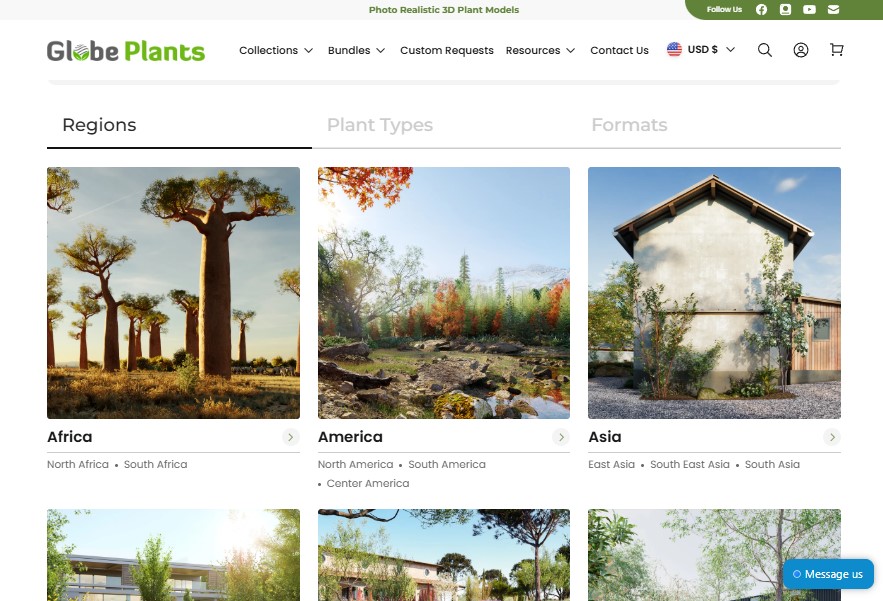 Photo Realistic 3D Plant Models
Follow Us
Globe Plants
Collections Bundles Custom Requests Resources Contact Us USD $
Regions Plant Types Formats
Africa
North Africa • South Africa
America
North America • South America
• Center America
Asia
East Asia • South East Asia • South Asia
Message us